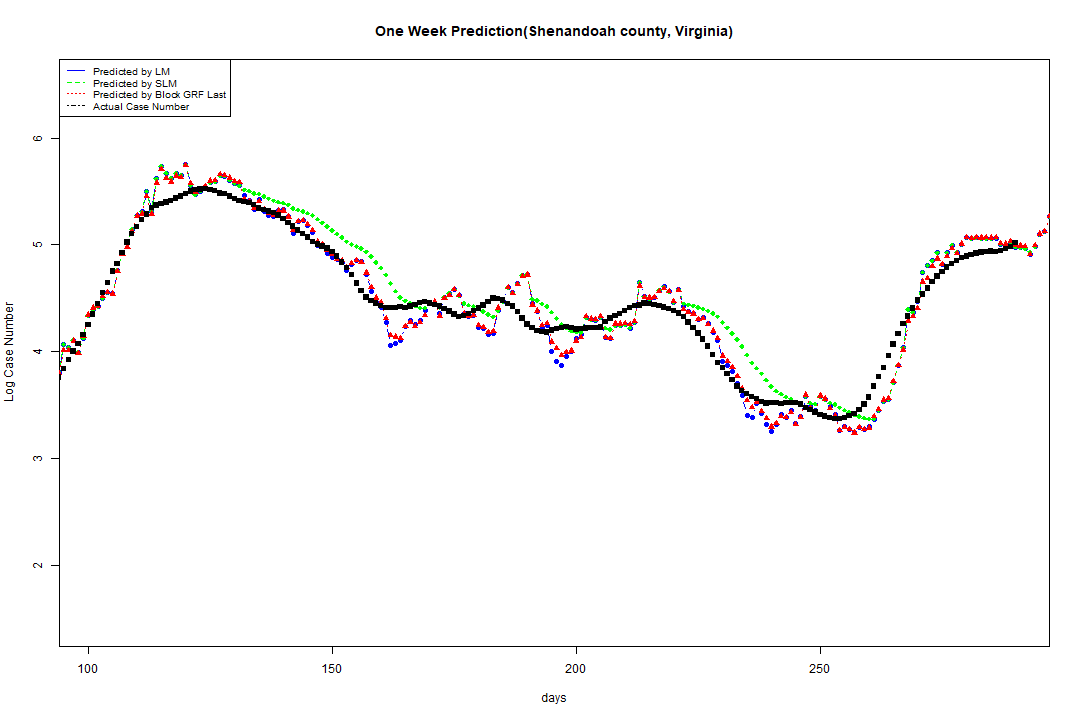 One Week Prediction(Shenandoah county, Virginia)
Predicted by LM
Predicted by SLM
Predicted by Block GRF Last
Actual Case Number
6
5
4
3
2
Log Case Number
100 150 200 250
days